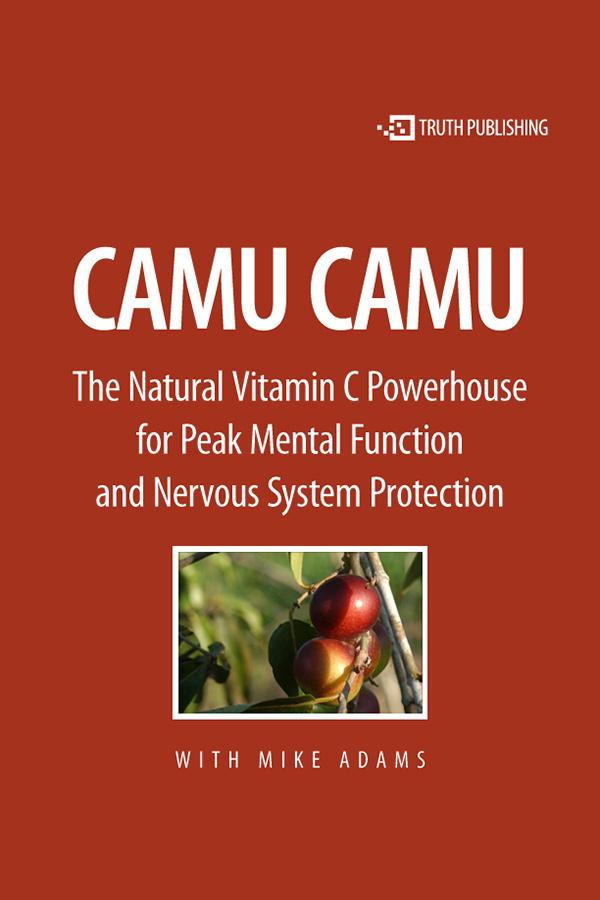 TRUTH PUBLISHING
CAMU CAMU
The Natural Vitamin C Powerhouse
for Peak Mental Function
and Nervous System Protection
WITH MIKE ADAMS